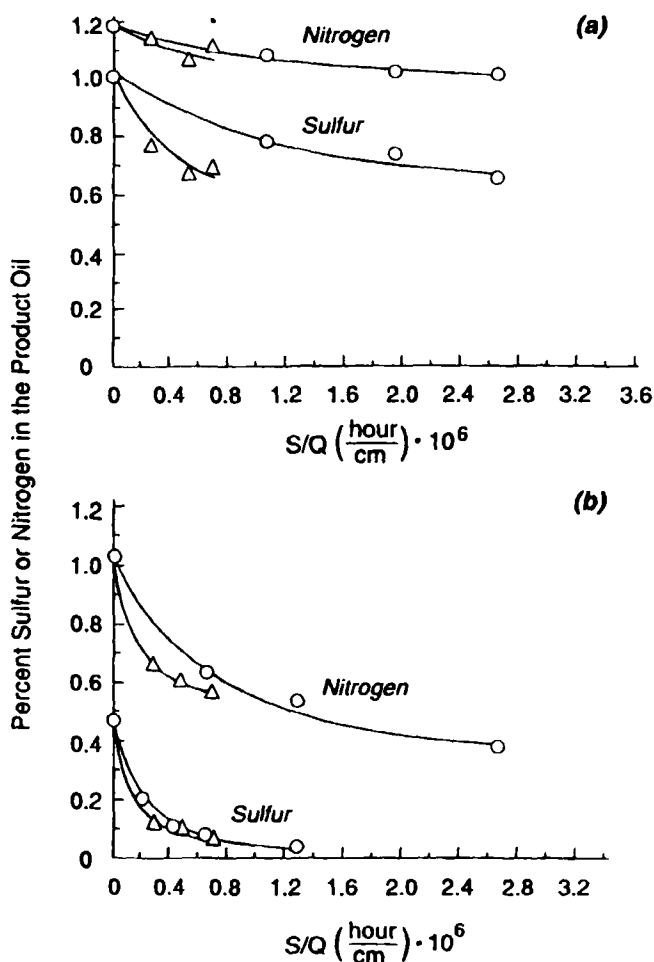 Percent Sulfur or Nitrogen in the Product Oil
(a)
1.2
1.0
0.8
0.6
0.4
0.2
0
Nitrogen
Sulfur
0 0.4 0.8 1.2 1.6 2.0 2.4 2.8 3.2 3.6
S/Q (hour/cm) • 10⁶
(b)
1.2
1.0
0.8
0.6
0.4
0.2
0
Nitrogen
Sulfur
0 0.4 0.8 1.2 1.6 2.0 2.4 2.8 3.2
S/Q (hour/cm) • 10⁶